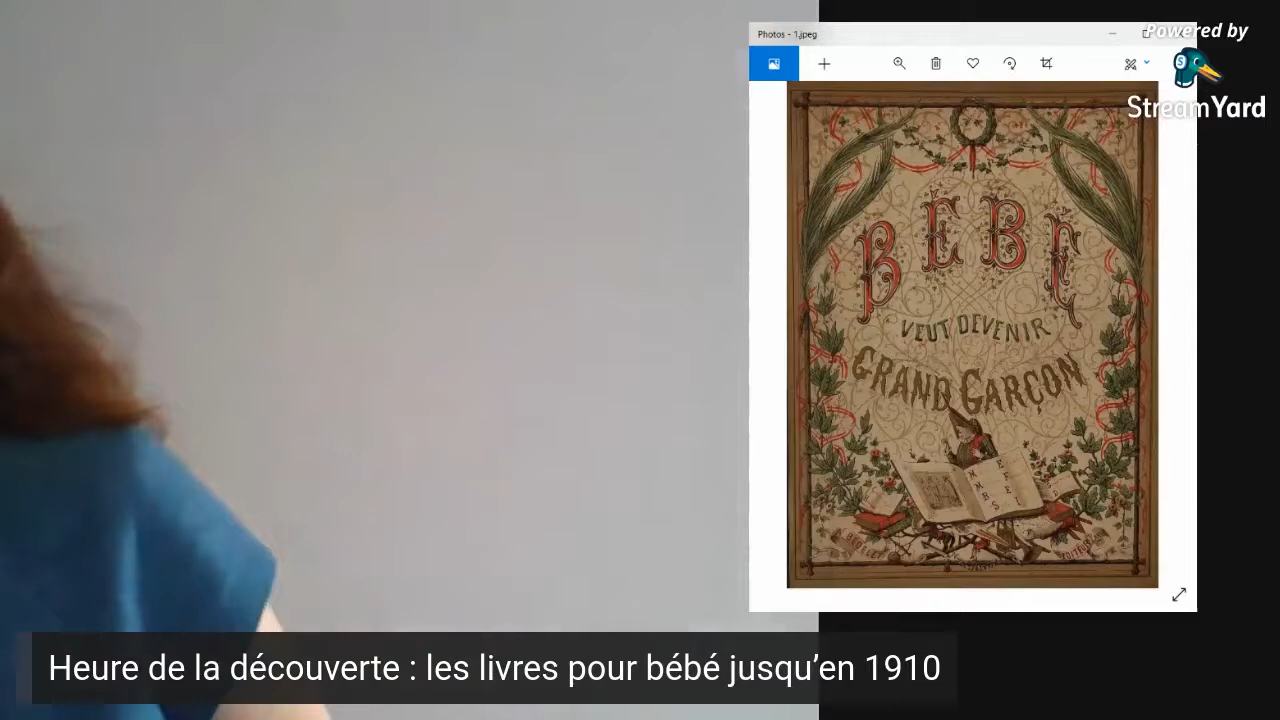 Photos - 1.jpeg
Powered by
StreamYard
BÉBÉ
VEUT DEVENIR
GRAND GARÇON
Heure de la découverte : les livres pour bébé jusqu’en 1910